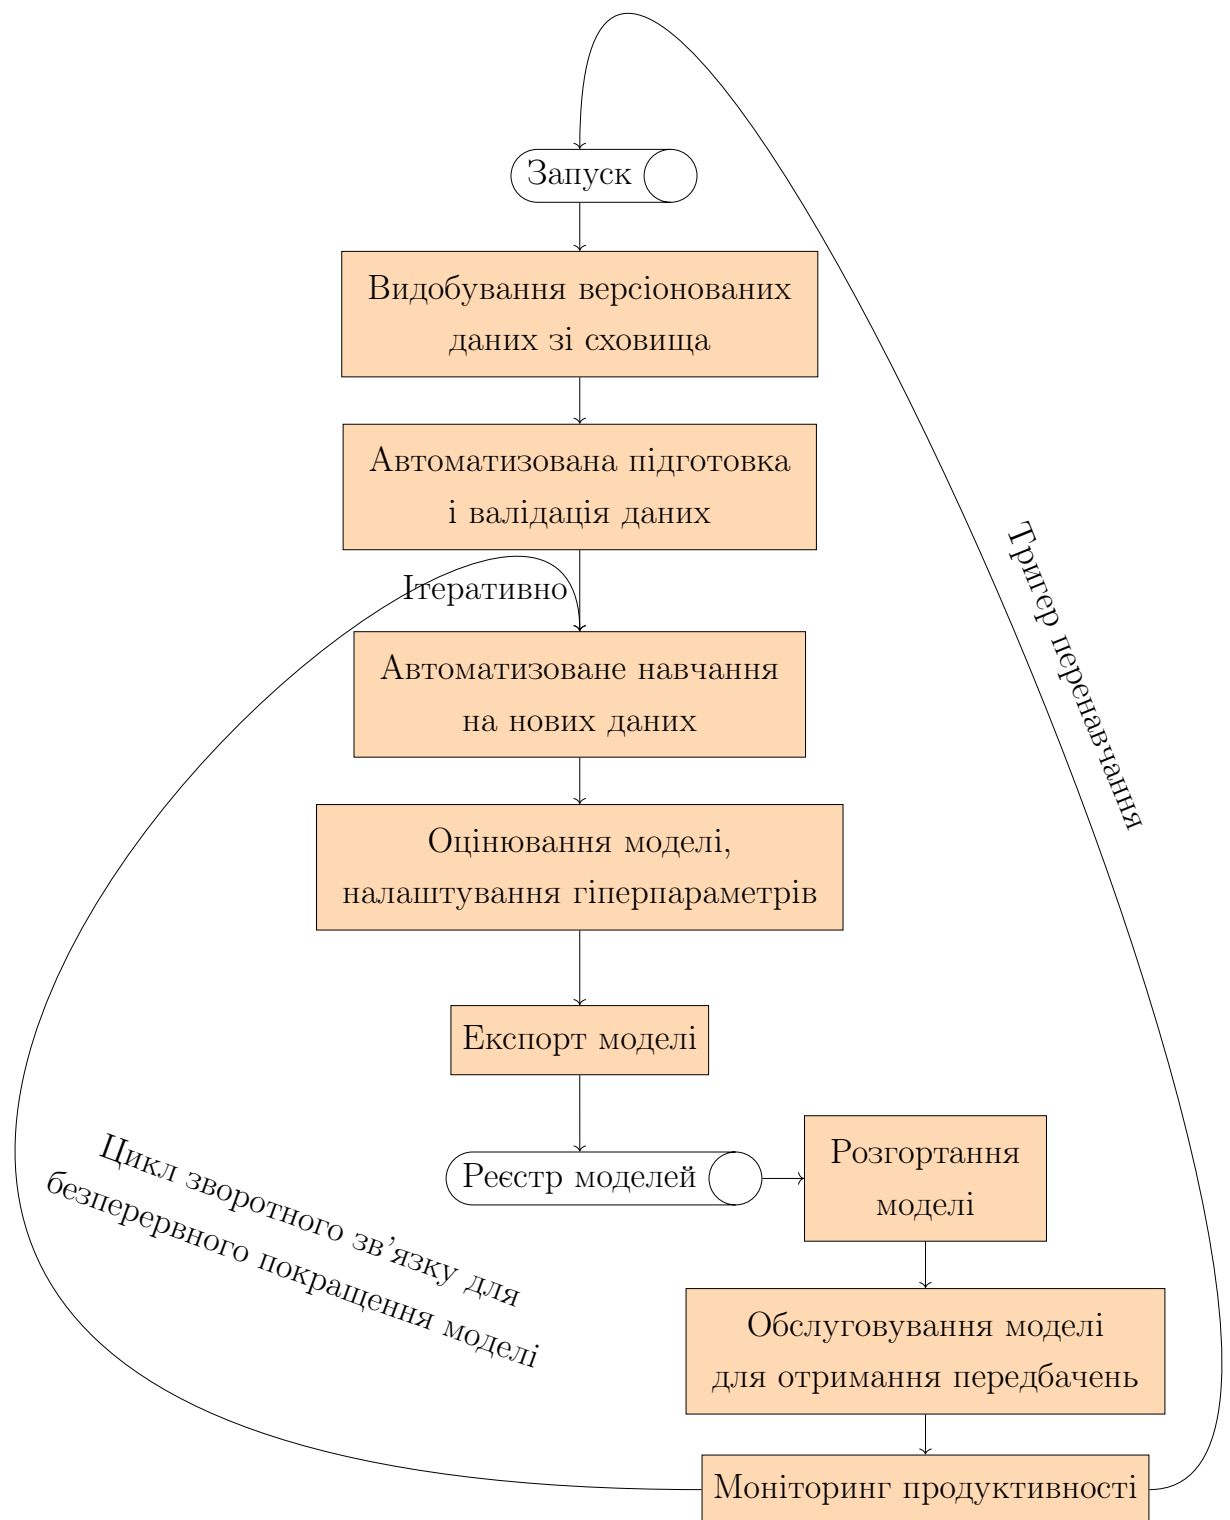 Запуск
Видобування версіонованих
даних зі сховища
Автоматизована підготовка
і валідація даних
Ітеративно
Автоматизоване навчання
на нових даних
Тригер перенавчання
Оцінювання моделі,
налаштування гіперпараметрів
Експорт моделі
Реєстр моделей
Розгортання
моделі
Цикл зворотного зв'язку для
безперервного покращення моделі
Обслуговування моделі
для отримання передбачень
Моніторинг продуктивності